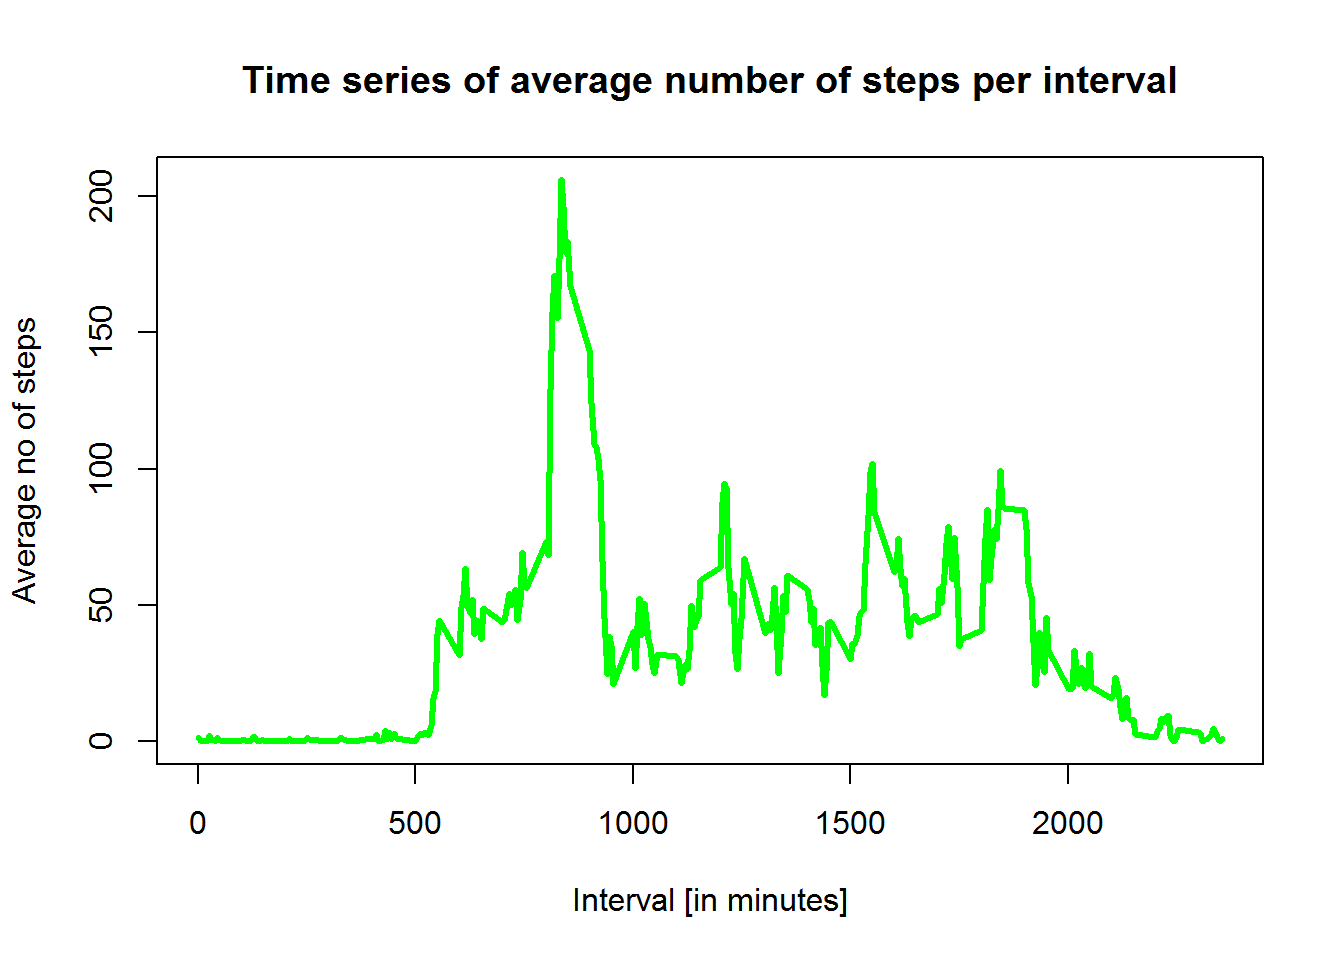 Time series of average number of steps per interval
Average no of steps
200
150
100
50
0
0 500 1000 1500 2000
Interval [in minutes]